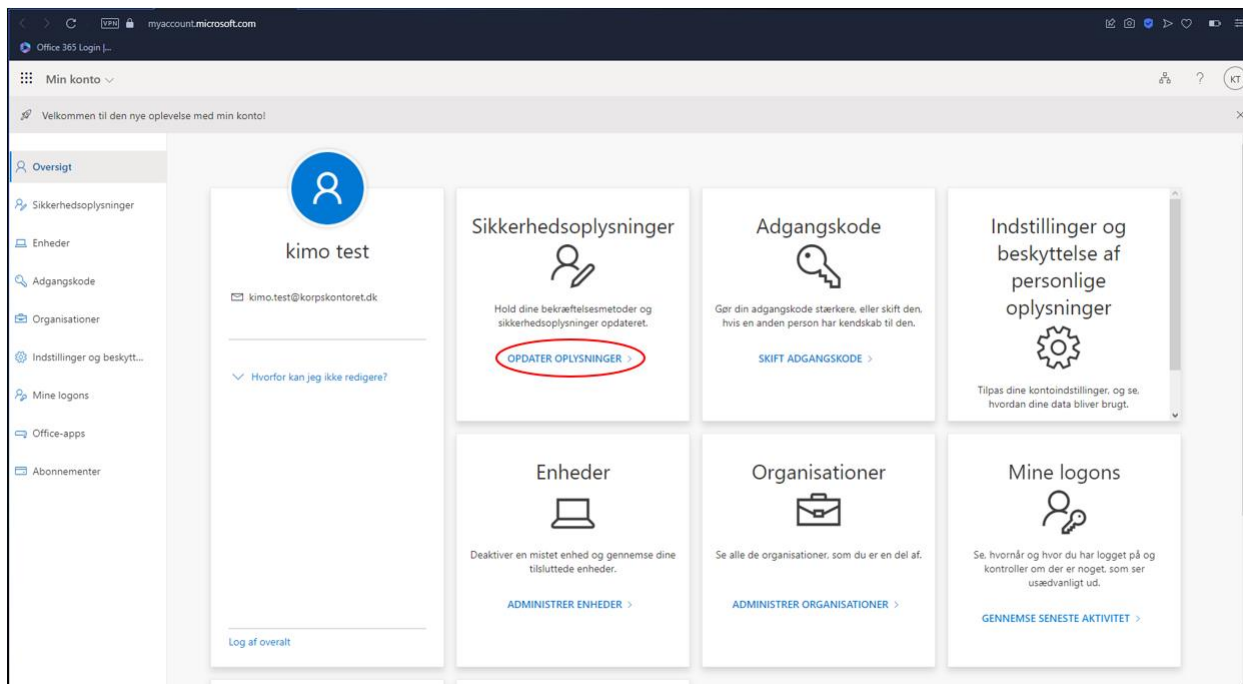 VPN
myaccount.microsoft.com
Office 365 Login |...
Min konto
?
KT
Velkommen til den nye oplevelse med min konto!
Oversigt
Sikkerhedsoplysninger
Enheder
Adgangskode
Organisationer
Indstillinger og beskytt...
Mine logons
Office-apps
Abonnementer
kimo test
kimo.test@korpskontoret.dk
Hvorfor kan jeg ikke redigere?
Log af overalt
Sikkerhedsoplysninger
Hold dine bekræftelsesmetoder og
sikkerhedsoplysninger opdateret.
OPDATER OPLYSNINGER >
Adgangskode
Gør din adgangskode stærkere, eller skift den,
hvis en anden person har kendskab til den.
SKIFT ADGANGSKODE >
Indstillinger og
beskyttelse af
personlige
oplysninger
Tilpas dine kontoindstillinger, og se,
hvordan dine data bliver brugt.
Enheder
Deaktiver en mistet enhed og gennemse dine
tilsluttede enheder.
ADMINISTRER ENHEDER >
Organisationer
Se alle de organisationer, som du er en del af.
ADMINISTRER ORGANISATIONER >
Mine logons
Se, hvornår og hvor du har logget på og
kontroller om der er noget, som ser
usædvanligt ud.
GENNEMSE SENESTE AKTIVITET >